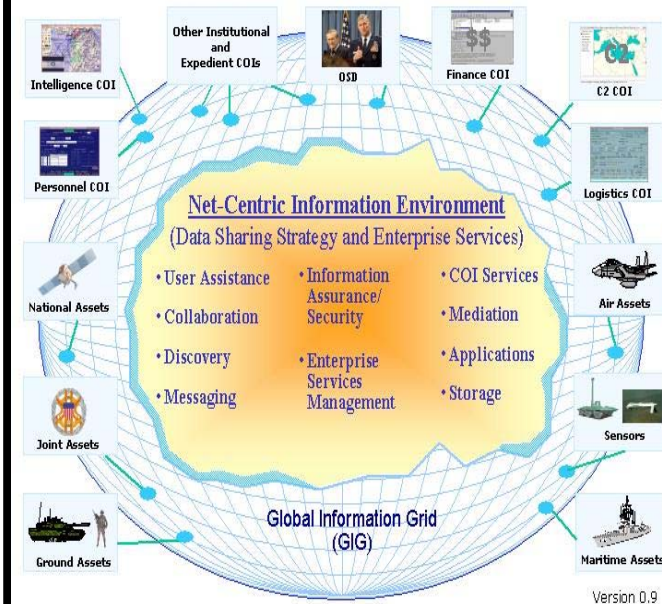 Other Institutional
and
Expedient COIs
Intelligence COI
OSD
$$
Finance COI
C2
C2 COI
Personnel COI
Logistics COI
Net-Centric Information Environment
(Data Sharing Strategy and Enterprise Services)
• User Assistance
• Collaboration
• Discovery
• Messaging
• Information
Assurance/
Security
• Enterprise
Services
Management
• COI Services
• Mediation
• Applications
• Storage
National Assets
Air Assets
Joint Assets
Sensors
Ground Assets
Global Information Grid
(GIG)
Maritime Assets
Version 0.9